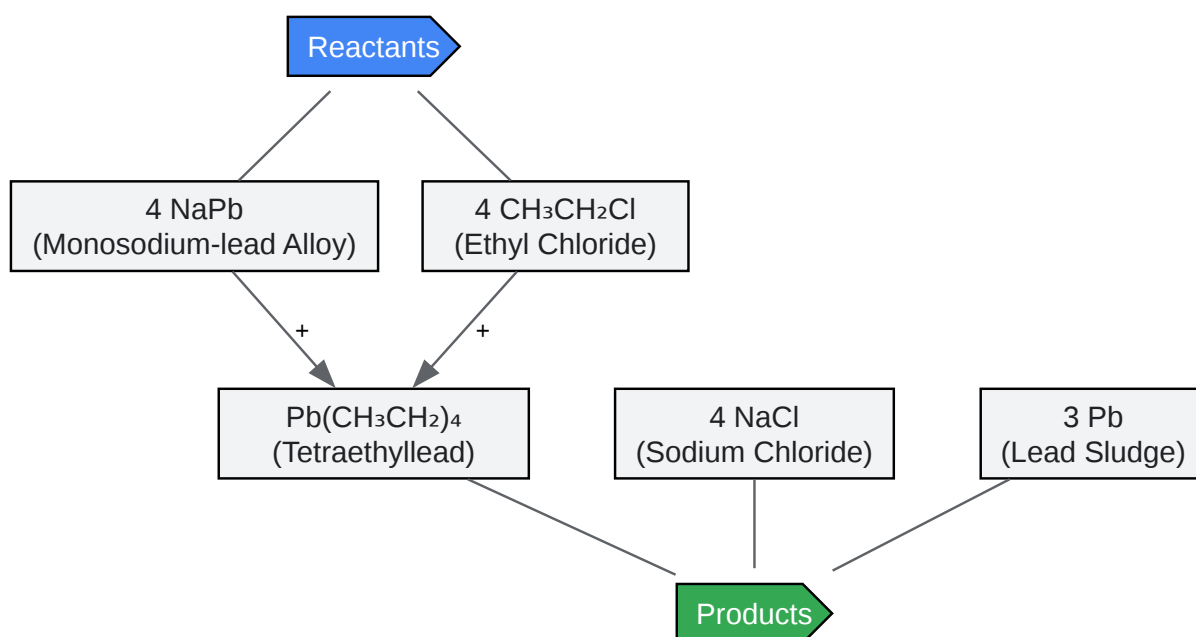 Reactants
4 NaPb
(Monosodium-lead Alloy)
4 CH₃CH₂Cl
(Ethyl Chloride)
+
+
Pb(CH₃CH₂)₄
(Tetraethyllead)
4 NaCl
(Sodium Chloride)
3 Pb
(Lead Sludge)
Products